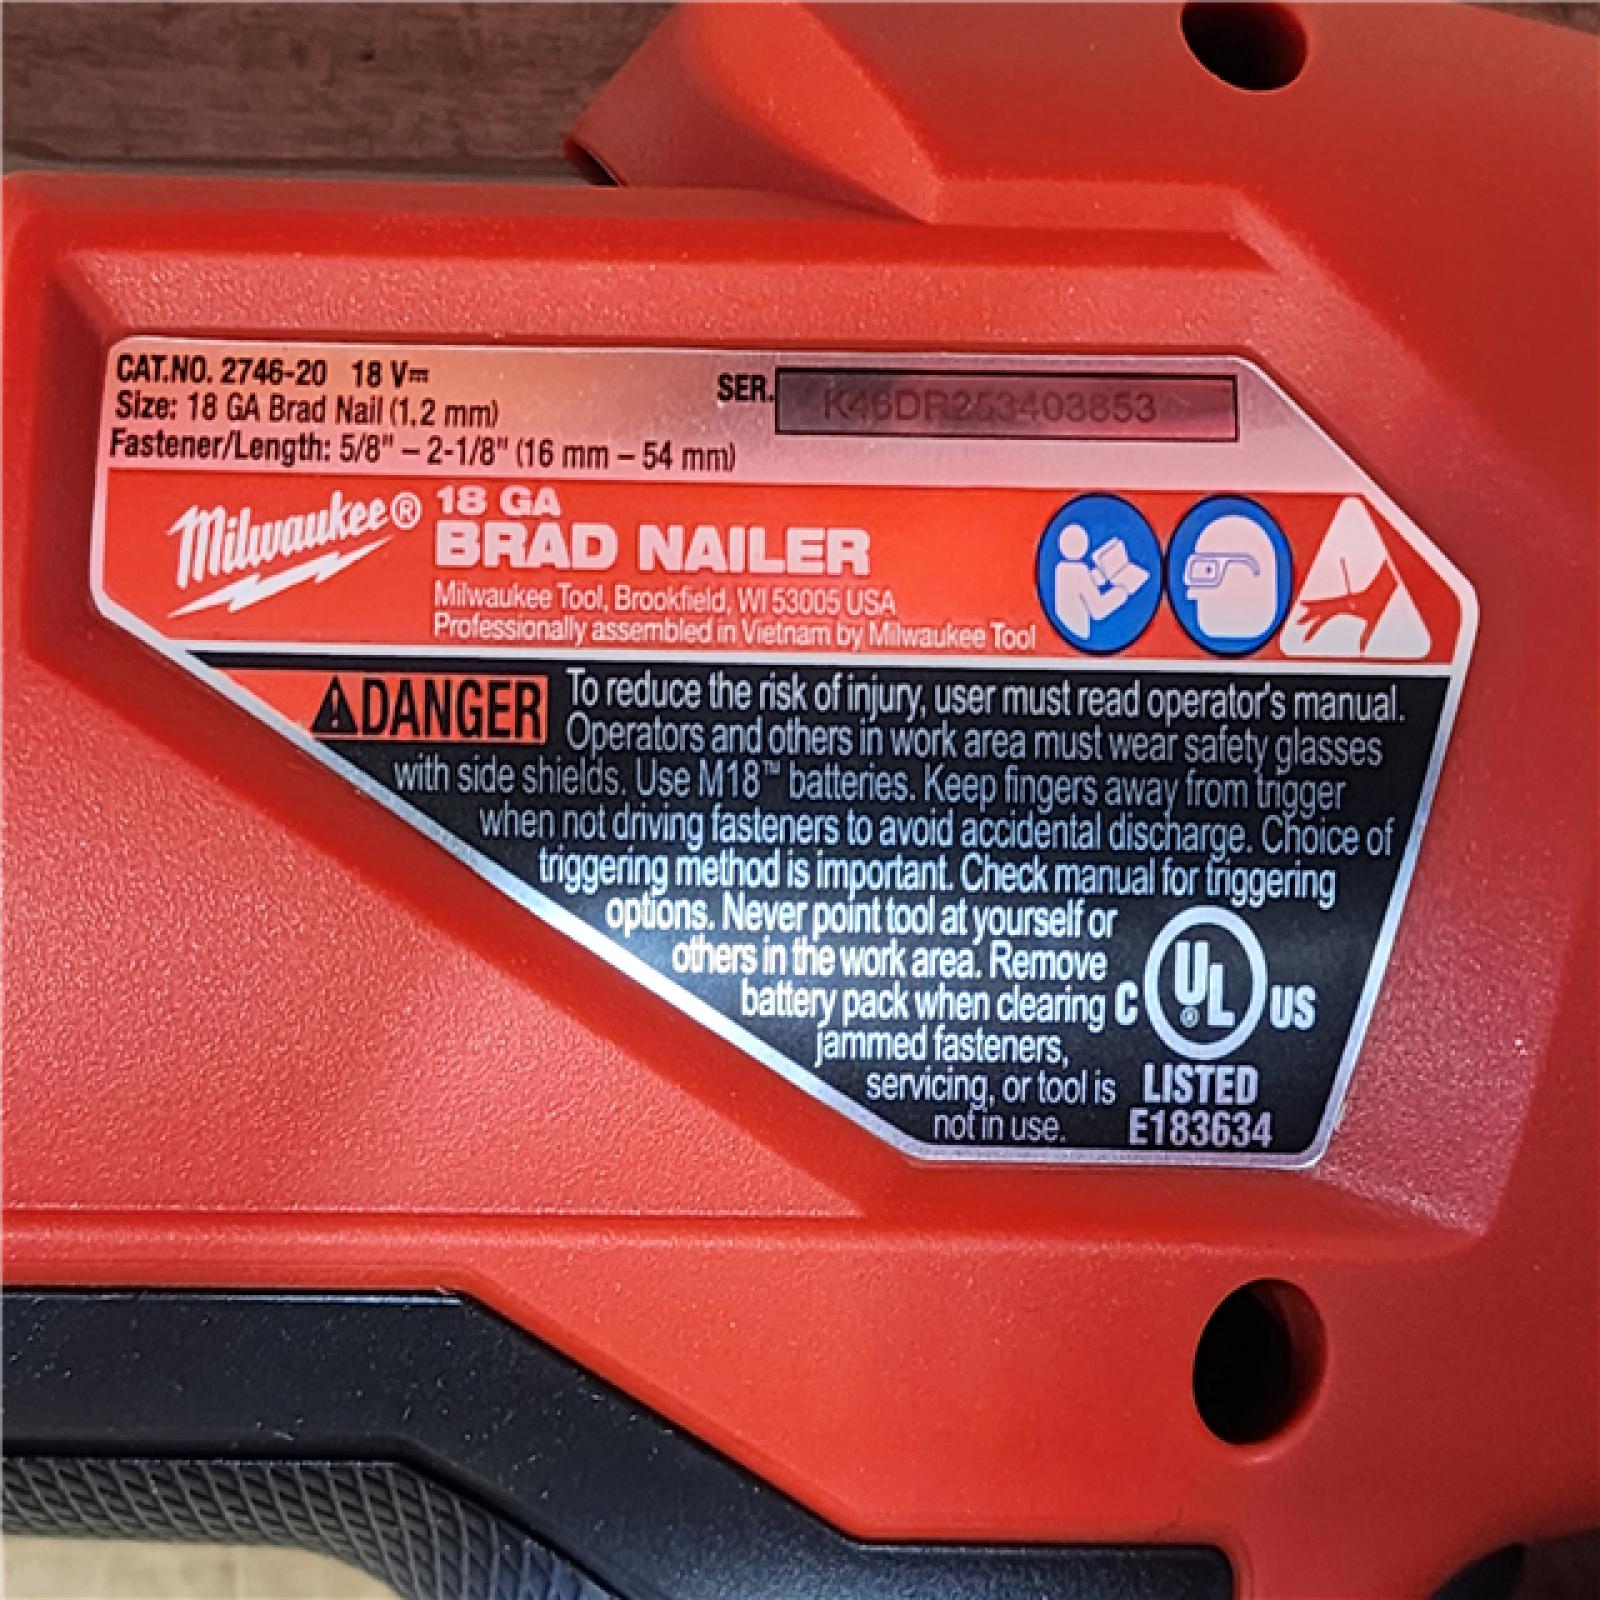 CAT.NO. 2746-20 18 V⎓
SER. K46DR253403853
Size: 18 GA Brad Nail (1.2 mm)
Fastener/Length: 5/8" – 2-1/8" (16 mm – 54 mm)
Milwaukee®
18 GA
BRAD NAILER
Milwaukee Tool, Brookfield, WI 53005 USA
Professionally assembled in Vietnam by Milwaukee Tool
⚠DANGER To reduce the risk of injury, user must read operator's manual.
Operators and others in work area must wear safety glasses
with side shields. Use M18™ batteries. Keep fingers away from trigger
when not driving fasteners to avoid accidental discharge. Choice of
triggering method is important. Check manual for triggering
options. Never point tool at yourself or
others in the work area. Remove
battery pack when clearing
jammed fasteners,
servicing, or tool is
not in use.
C UL® US
LISTED
E183634